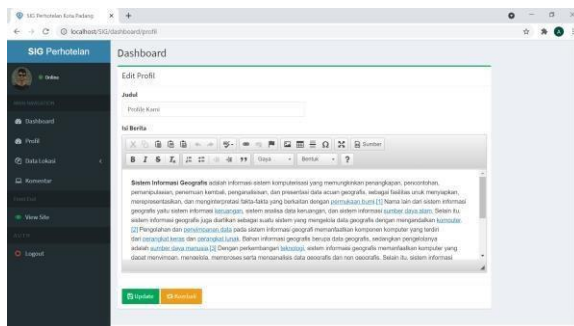 SIG Perhotelan Kota Padang
localhost/SIG/dashboard/profil
SIG Perhotelan
Dashboard
Online
Edit Profil
MAIN NAVIGATION
Judul
Profile Kami
Dashboard
Isi Berita
Profil
Data Lokasi
Sumber
Komentar
Gaya
Bentuk
View Site
Sistem Informasi Geografis adalah informasi sistem komputerisasi yang memungkinkan penangkapan, pencontohan,
pemanipulasian, penemuan kembali, penganalisaan, dan presentasi data acuan geografis, sebagai fasilitas unuk menyiapkan,
merepresentasikan, dan menginterpretasi fakta-fakta yang berkaitan dengan permukaan bumi.[1] Nama lain dari sistem informasi
geografis yaitu sistem informasi keruangan, sistem analisa data keruangan, dan sistem informasi sumber daya alam. Selain itu,
sistem informasi geografis juga diartikan sebagai suatu sistem yang mengelola data geografis dengan mengandalkan komputer.
[2] Pengolahan dan penyimpanan data pada sistem informasi geografi memanfaatkan komponen komputer yang terdiri
dari perangkat keras dan perangkat lunak. Bahan informasi geografis berupa data geografis, sedangkan pengelolanya
adalah sumber daya manusia.[3] Dengan perkembangan teknologi, sistem informasi geografis memanfaatkan komputer yang
dapat menyimpan, mengelola, memproses serta menganalisis data geografis dan non geografis. Selain itu, sistem informasi
Logout
Update
Kembali